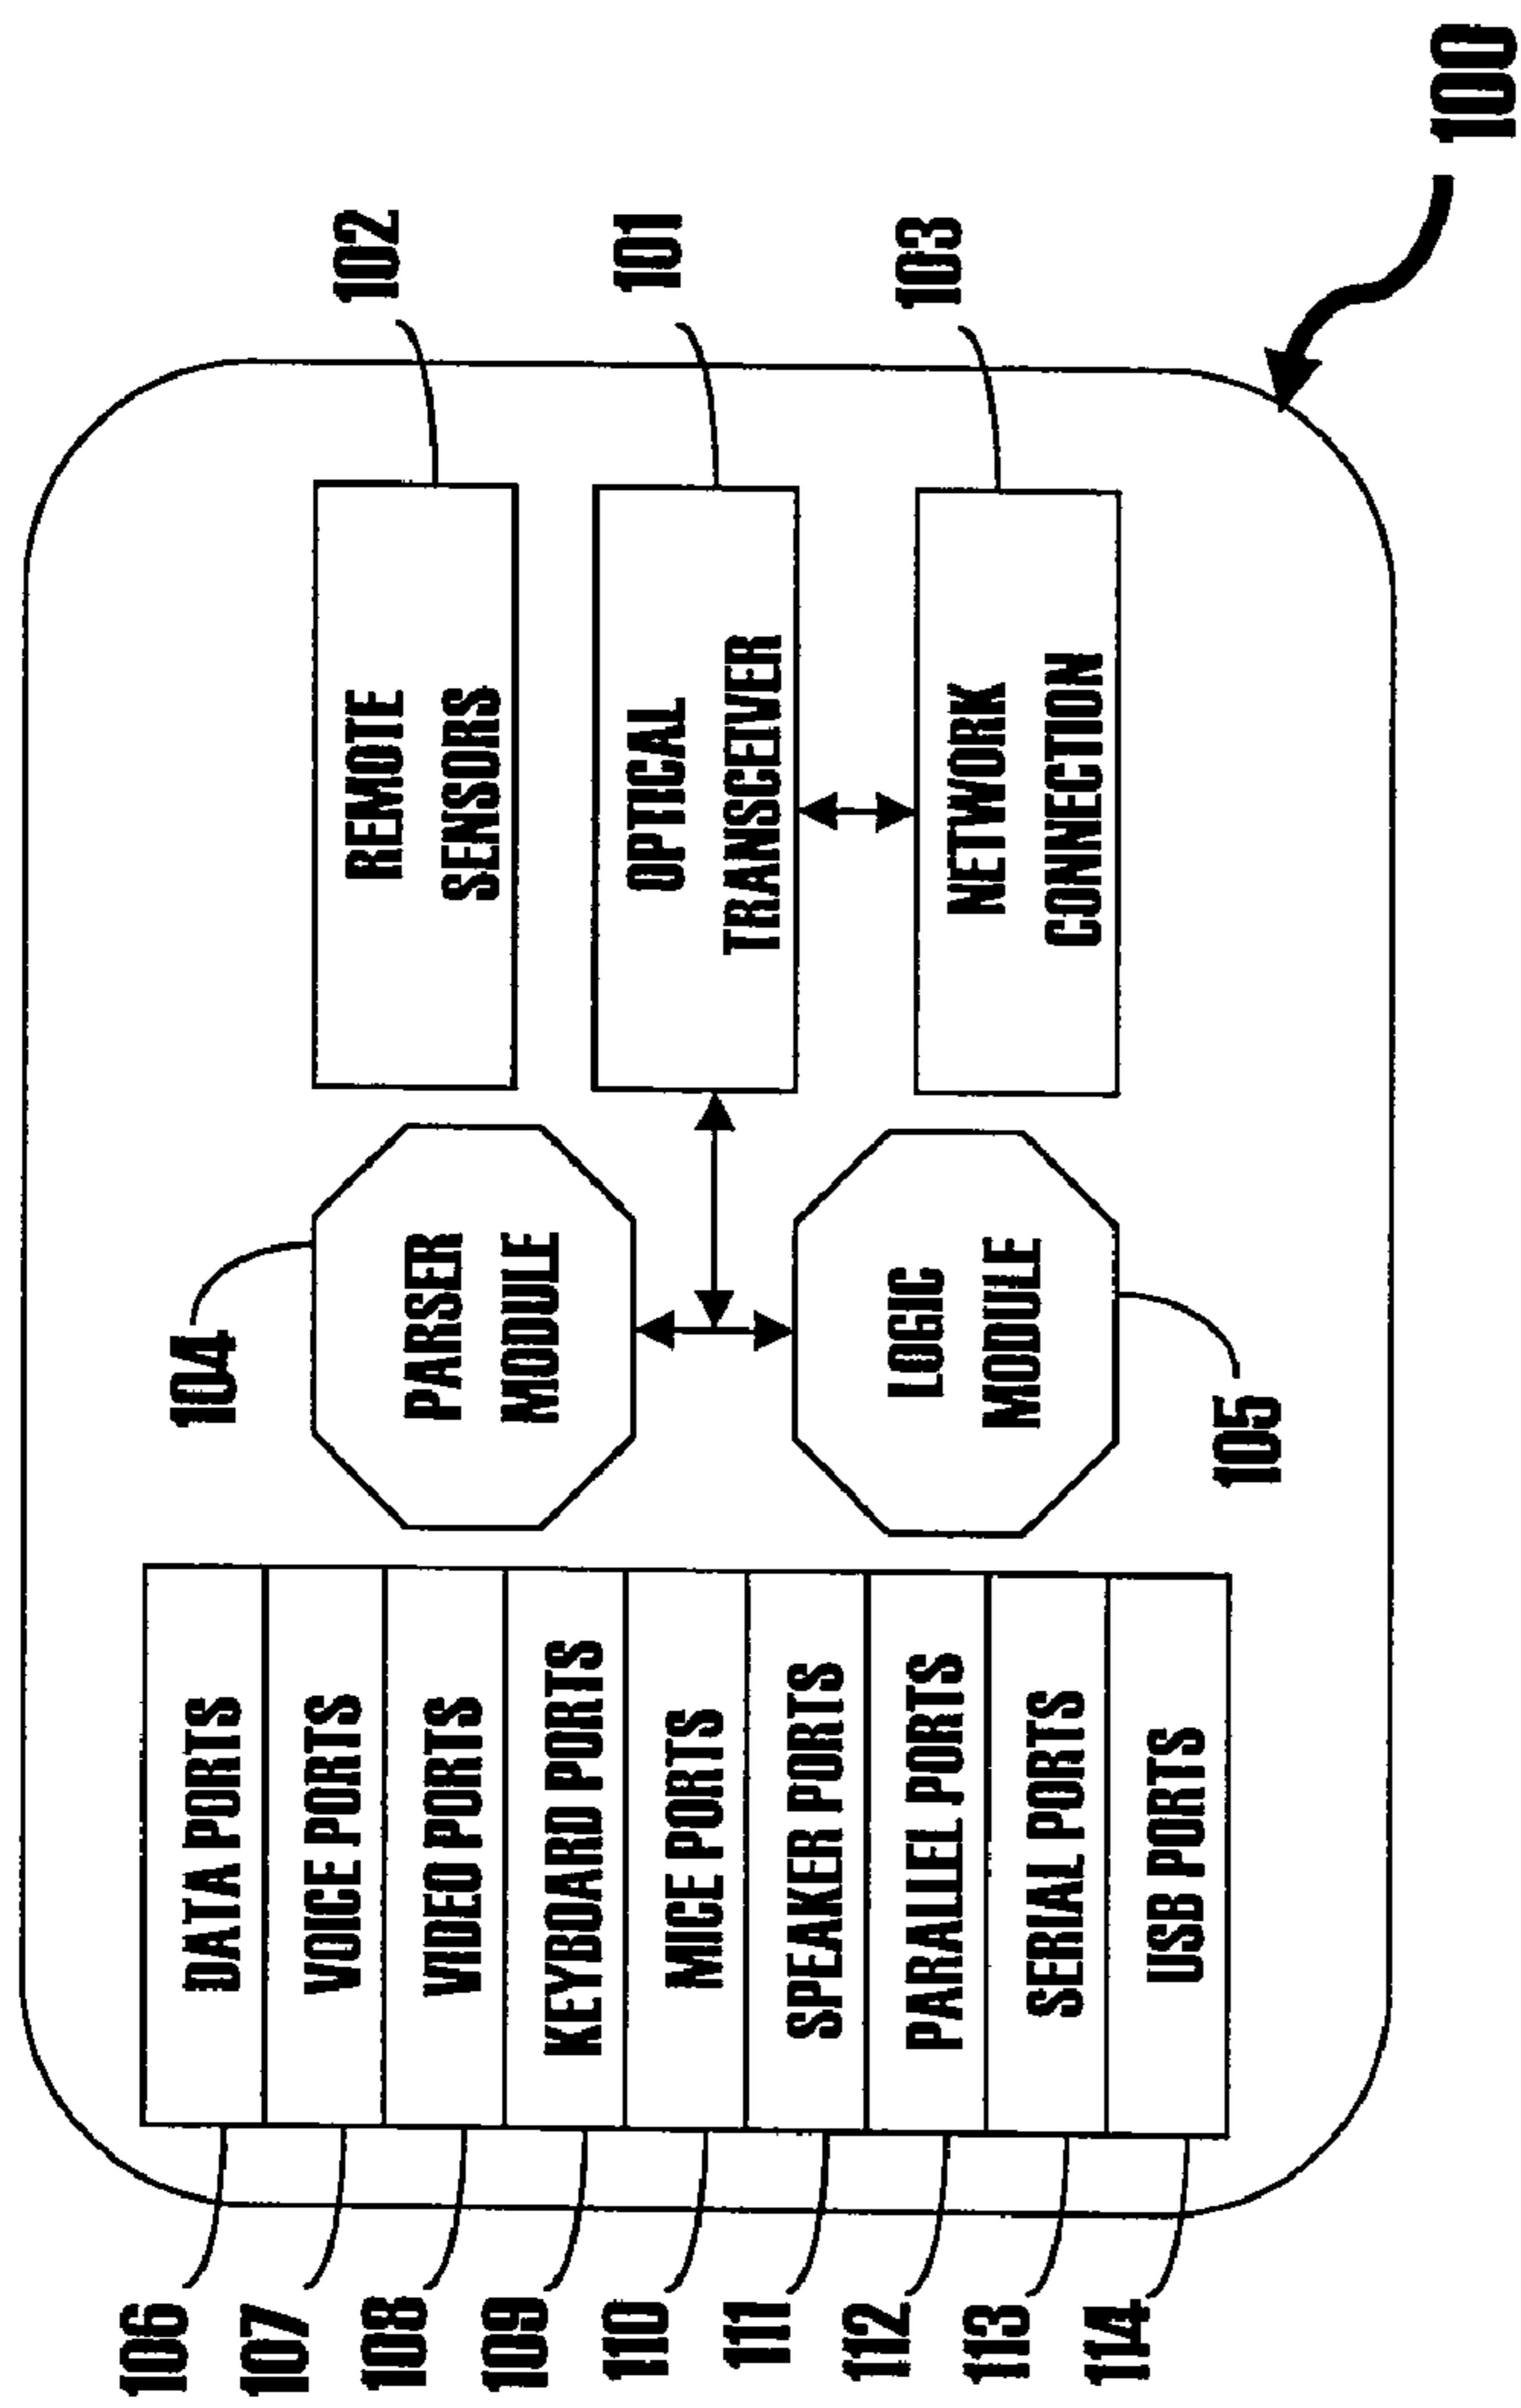 106
DATA PORTS
107
VOICE PORTS
108
VIDEO PORTS
109
KEYBOARD PORTS
110
MICE PORTS
111
SPEAKER PORTS
112
PARALLEL PORTS
113
SERIAL PORTS
114
USB PORTS
104
PARSER
MODULE
LOGIC
MODULE
105
REMOTE
SENSORS
102
OPTICAL
TRANSCEIVER
101
NETWORK
CONNECTION
103
100